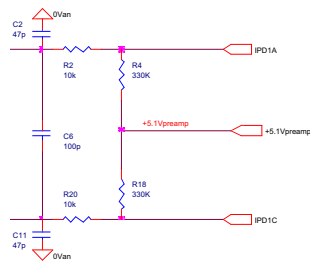 0Van
C2
47p
IPD1A
R2
10k
R4
330K
+5.1Vpreamp
+5.1Vpreamp
C6
100p
R20
10k
R18
330K
IPD1C
C11
47p
0Van